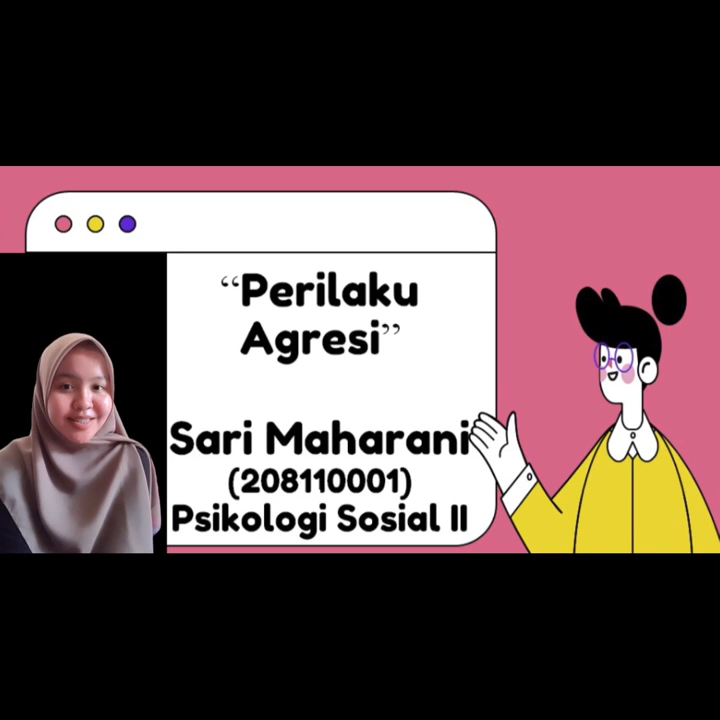 “Perilaku
Agresi”
Sari Maharani
(208110001)
Psikologi Sosial II